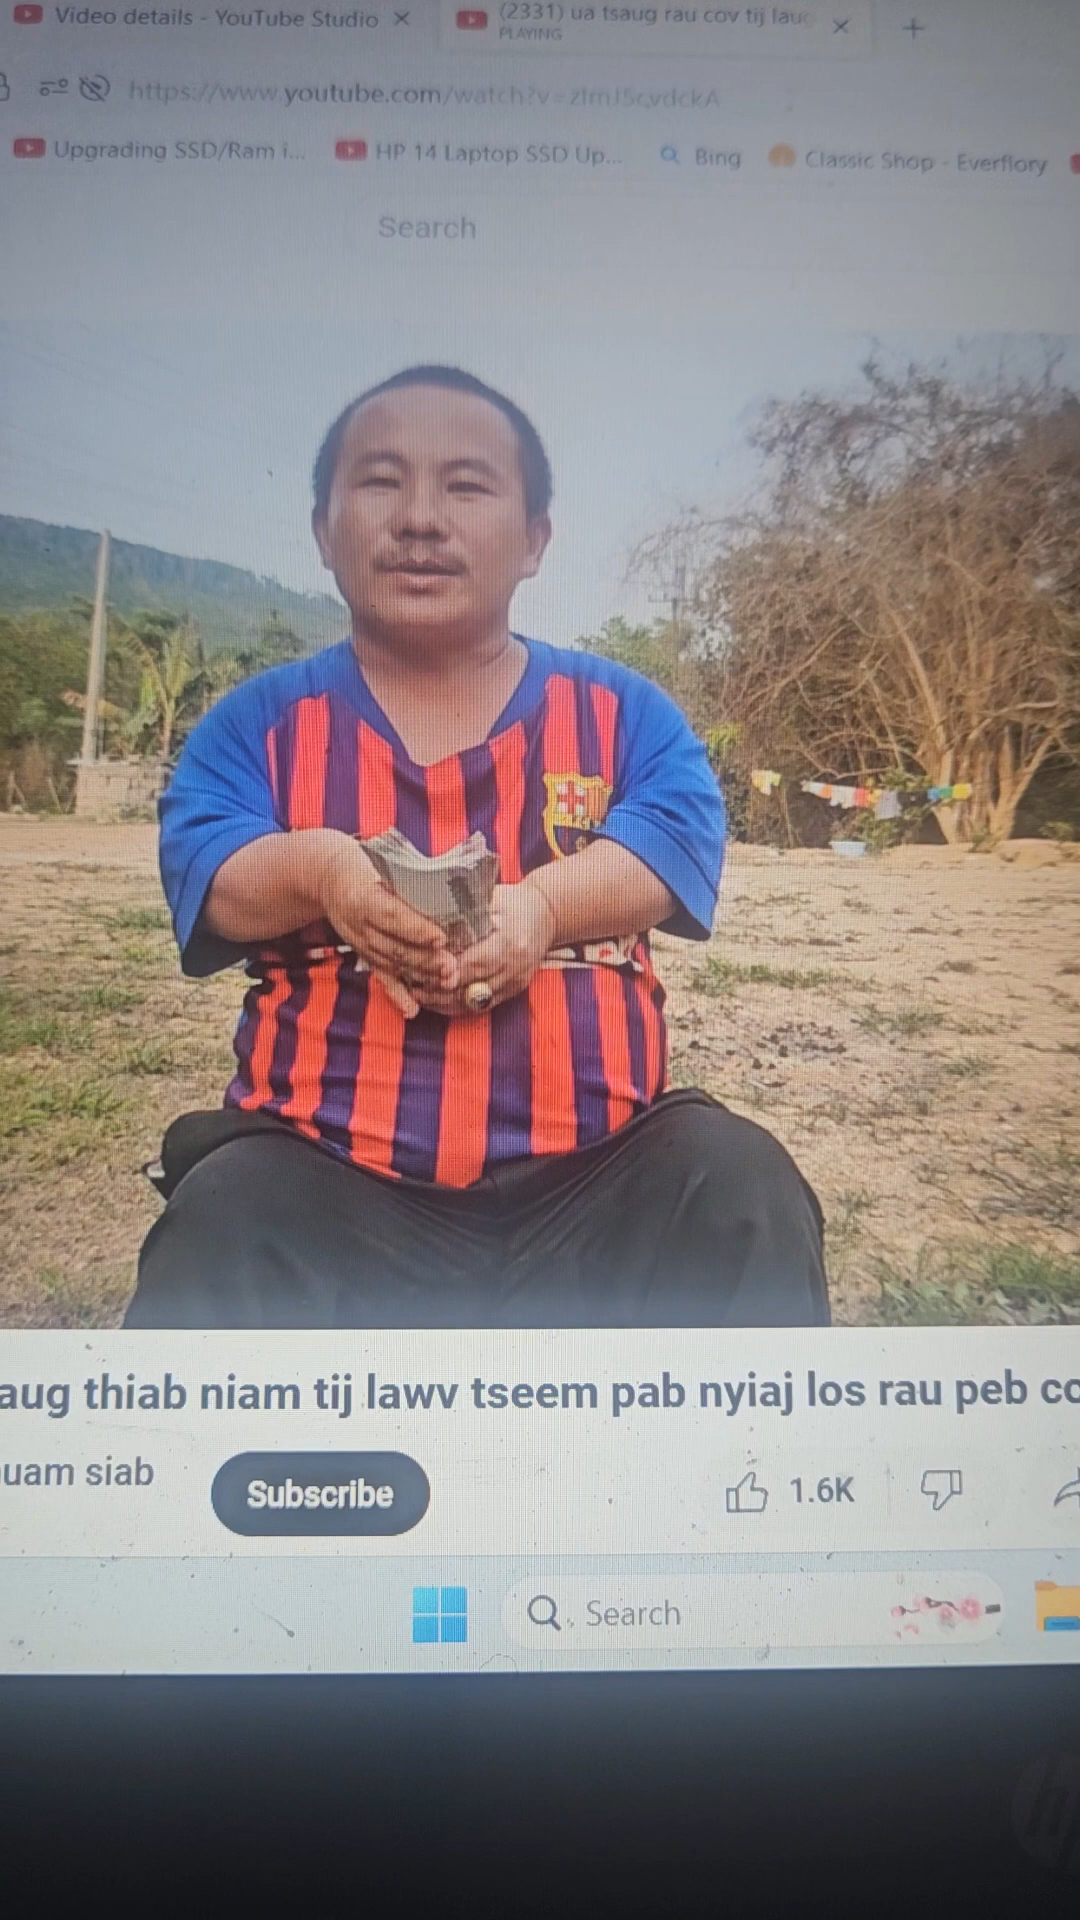 Video details - YouTube Studio
(2331) ua tsaug rau cov tij lau
PLAYING
https://www.youtube.com/watch?v=
Upgrading SSD/Ram i...
HP 14 Laptop SSD Up...
Bing
Classic Shop - Everflory
Search
aug thiab niam tij lawv tseem pab nyiaj los rau peb co
uam siab
Subscribe
1.6K
Search
hp